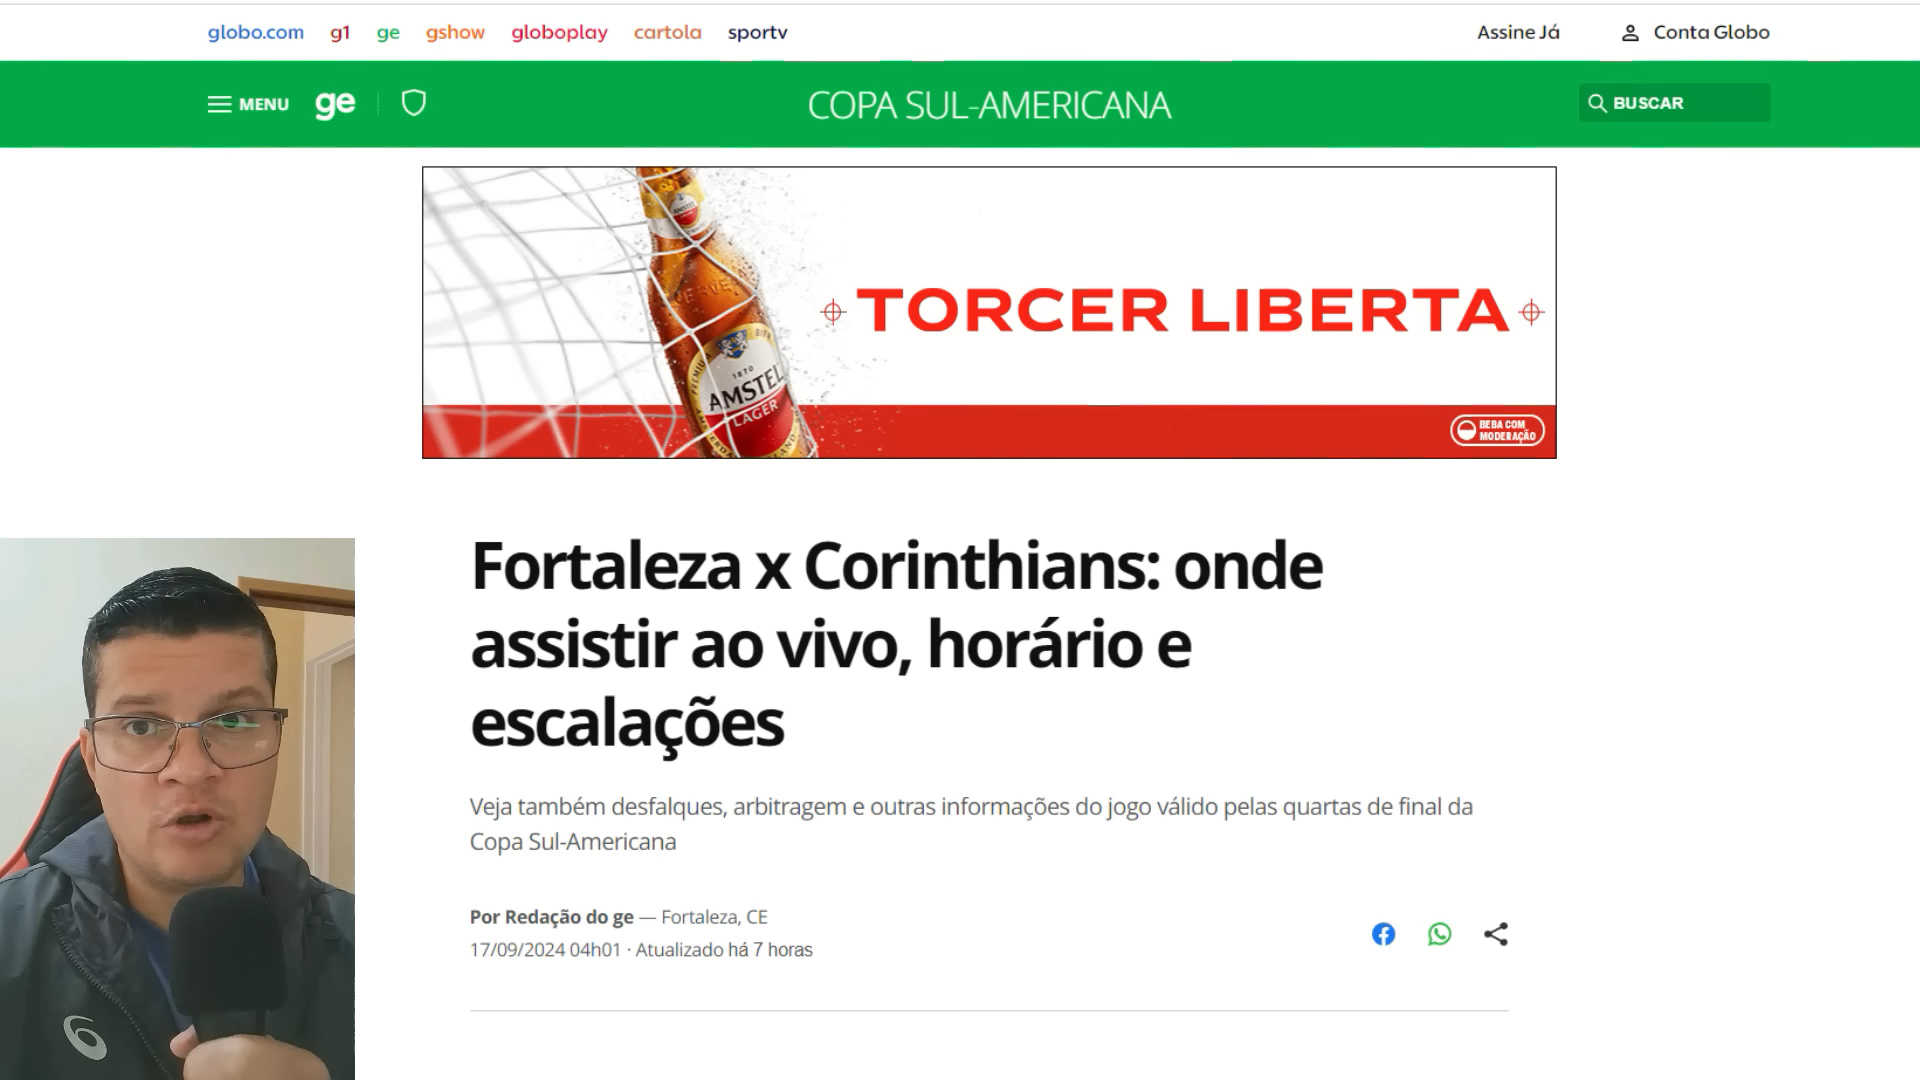 globo.com g1 ge gshow globoplay cartola sportv Assine Já Conta Globo
MENU ge COPA SUL-AMERICANA BUSCAR
TORCER LIBERTA
1870
AMSTEL
LAGER
BEBA COM
MODERAÇÃO
Fortaleza x Corinthians: onde
assistir ao vivo, horário e
escalações
Veja também desfalques, arbitragem e outras informações do jogo válido pelas quartas de final da
Copa Sul-Americana
Por Redação do ge — Fortaleza, CE
17/09/2024 04h01 · Atualizado há 7 horas